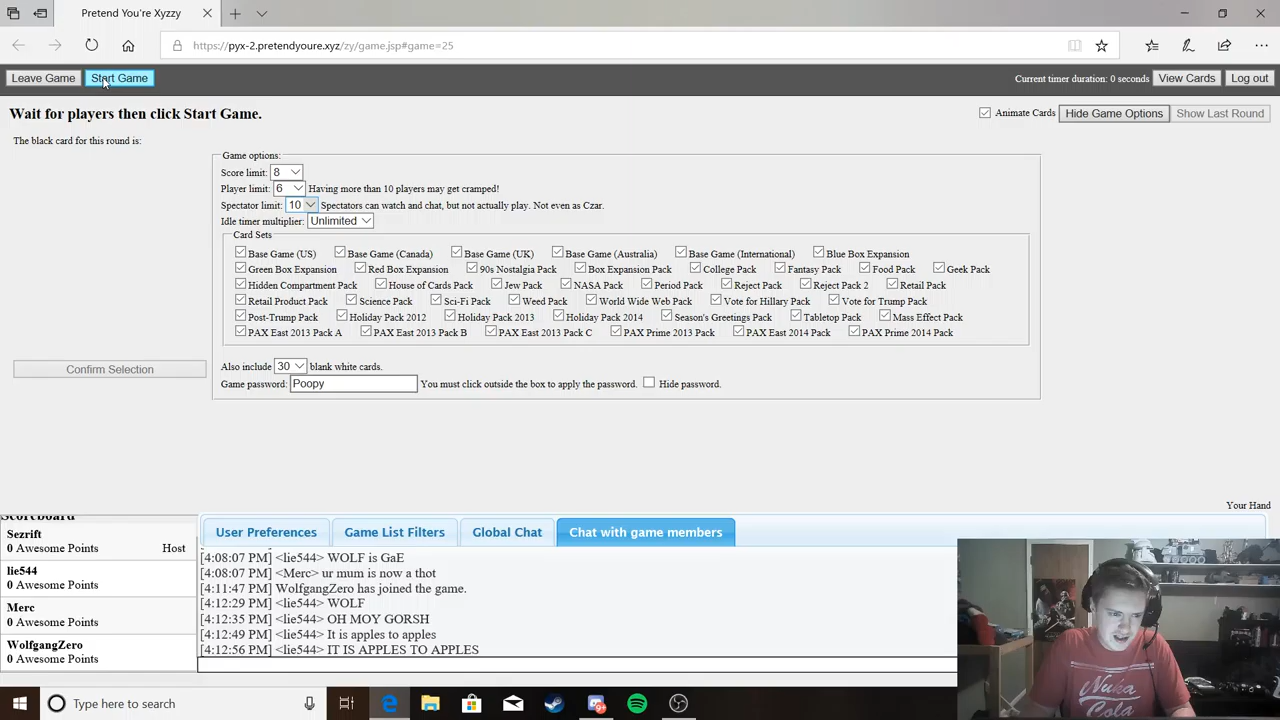 Pretend You're Xyzzy
https://pyx-2.pretendyoure.xyz/zy/game.jsp#game=25
Leave Game Start Game Current timer duration: 0 seconds View Cards Log out
Wait for players then click Start Game. Animate Cards Hide Game Options Show Last Round
The black card for this round is:
Game options:
Score limit: 8
Player limit: 6 Having more than 10 players may get cramped!
Spectator limit: 10 Spectators can watch and chat, but not actually play. Not even as Czar.
Idle timer multiplier: Unlimited
Card Sets
Base Game (US) Base Game (Canada) Base Game (UK) Base Game (Australia) Base Game (International) Blue Box Expansion
Green Box Expansion Red Box Expansion 90s Nostalgia Pack Box Expansion Pack College Pack Fantasy Pack Food Pack Geek Pack
Hidden Compartment Pack House of Cards Pack Jew Pack NASA Pack Period Pack Reject Pack Reject Pack 2 Retail Pack
Retail Product Pack Science Pack Sci-Fi Pack Weed Pack World Wide Web Pack Vote for Hillary Pack Vote for Trump Pack
Post-Trump Pack Holiday Pack 2012 Holiday Pack 2013 Holiday Pack 2014 Season's Greetings Pack Tabletop Pack Mass Effect Pack
PAX East 2013 Pack A PAX East 2013 Pack B PAX East 2013 Pack C PAX Prime 2013 Pack PAX East 2014 Pack PAX Prime 2014 Pack
Also include 30 blank white cards.
Confirm Selection
Game password: Poopy You must click outside the box to apply the password. Hide password.
Your Hand
Scoreboard
Sezrift
0 Awesome Points Host
lie544
0 Awesome Points
Merc
0 Awesome Points
WolfgangZero
0 Awesome Points
User Preferences Game List Filters Global Chat Chat with game members
[4:08:07 PM] <lie544> WOLF is GaE
[4:08:07 PM] <Merc> ur mum is now a thot
[4:11:47 PM] WolfgangZero has joined the game.
[4:12:29 PM] <lie544> WOLF
[4:12:35 PM] <lie544> OH MOY GORSH
[4:12:49 PM] <lie544> It is apples to apples
[4:12:56 PM] <lie544> IT IS APPLES TO APPLES
Nuka
Cola
Type here to search